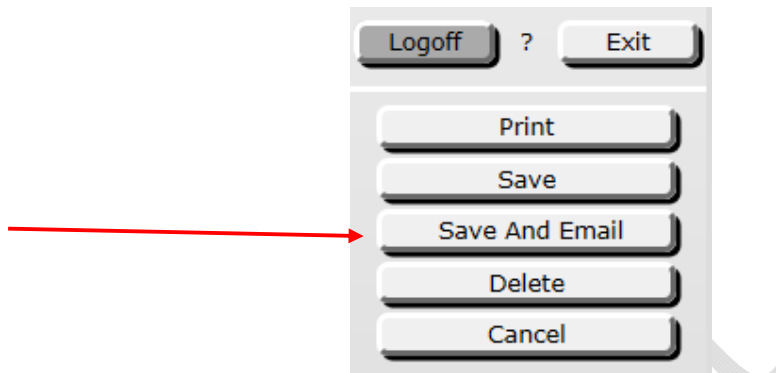 Logoff ? Exit
Print
Save
Save And Email
Delete
Cancel